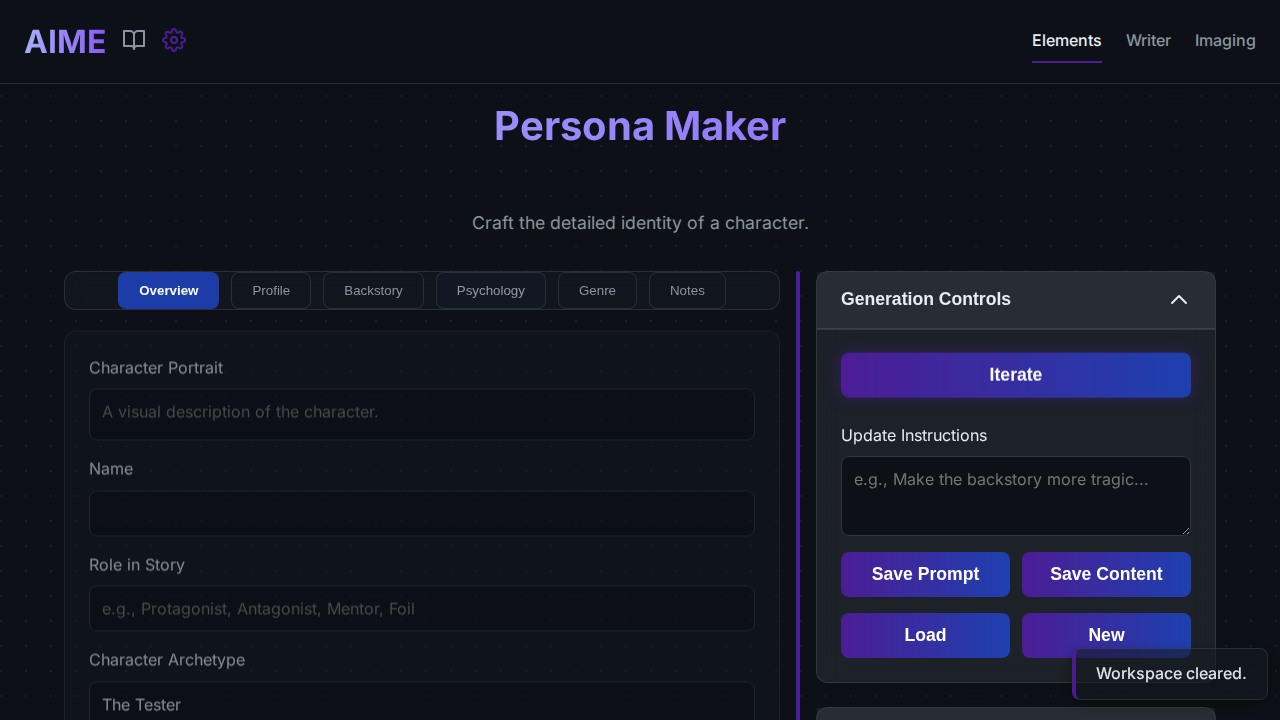 AIME
Elements Writer Imaging
Persona Maker
Craft the detailed identity of a character.
Overview Profile Backstory Psychology Genre Notes
Character Portrait
A visual description of the character.
Name
Role in Story
e.g., Protagonist, Antagonist, Mentor, Foil
Character Archetype
The Tester
Generation Controls
Iterate
Update Instructions
e.g., Make the backstory more tragic...
Save Prompt Save Content
Load New
Workspace cleared.